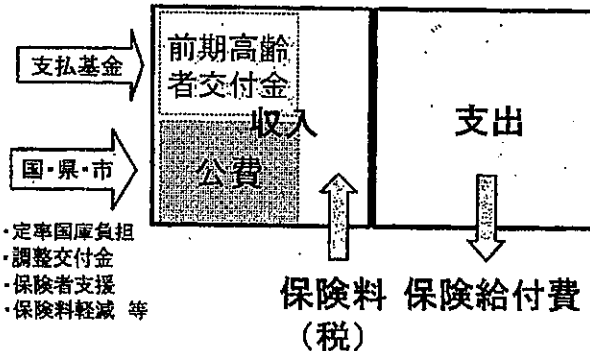 支払基金
前期高齢
者交付金
収入
支出
国・県・市
公費
・定率国庫負担
・調整交付金
・保険者支援
・保険料軽減 等
保険料
(税)
保険給付費